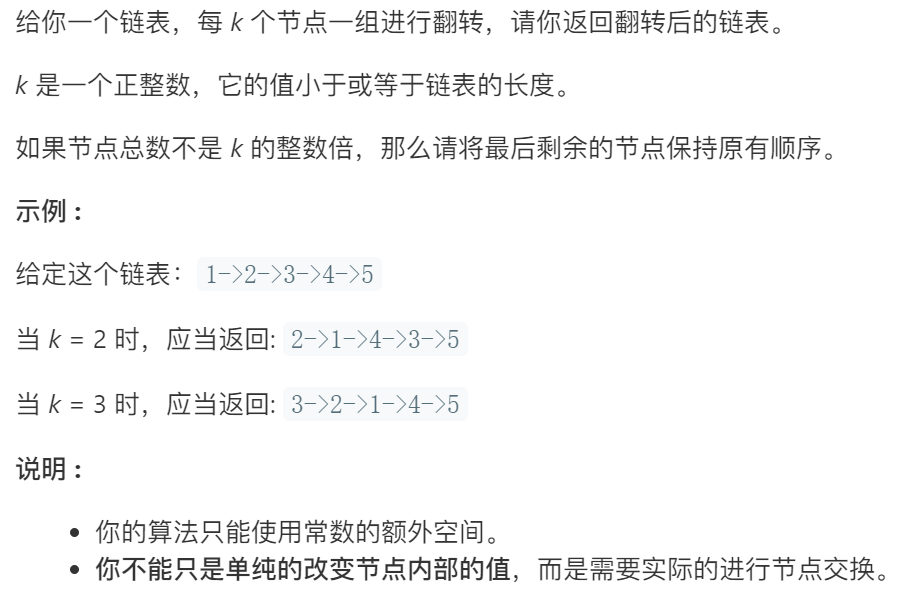 给你一个链表，每 k 个节点一组进行翻转，请你返回翻转后的链表。
k 是一个正整数，它的值小于或等于链表的长度。
如果节点总数不是 k 的整数倍，那么请将最后剩余的节点保持原有顺序。
示例 :
给定这个链表：1->2->3->4->5
当 k = 2 时，应当返回: 2->1->4->3->5
当 k = 3 时，应当返回: 3->2->1->4->5
说明 :
• 你的算法只能使用常数的额外空间。
• 你不能只是单纯的改变节点内部的值，而是需要实际的进行节点交换。